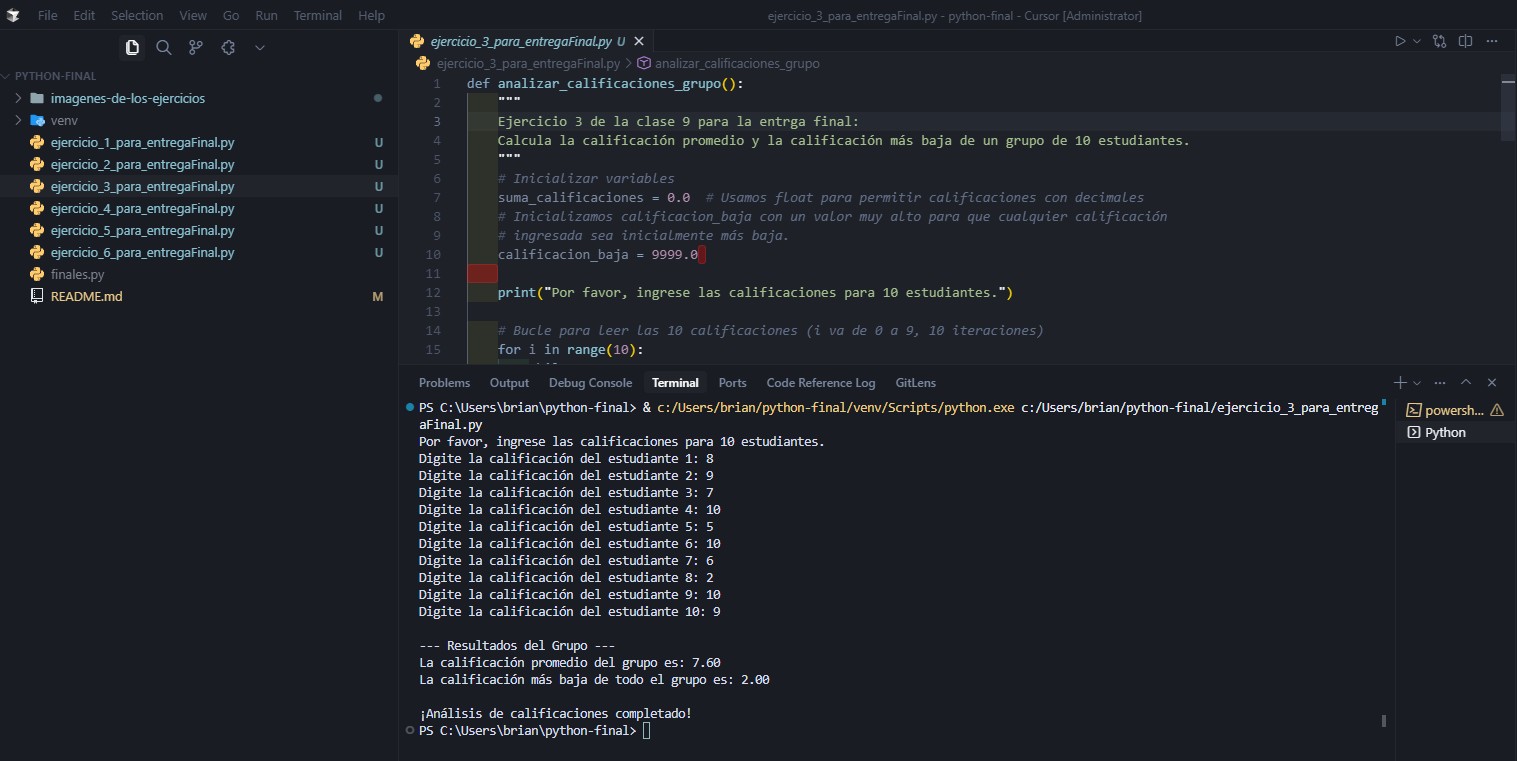 File Edit Selection View Go Run Terminal Help
ejercicio_3_para_entregaFinal.py - python-final - Cursor [Administrator]
PYTHON-FINAL
imagenes-de-los-ejercicios
venv
ejercicio_1_para_entregaFinal.py U
ejercicio_2_para_entregaFinal.py U
ejercicio_3_para_entregaFinal.py U
ejercicio_4_para_entregaFinal.py U
ejercicio_5_para_entregaFinal.py U
ejercicio_6_para_entregaFinal.py U
finales.py
README.md M
ejercicio_3_para_entregaFinal.py U
ejercicio_3_para_entregaFinal.py > analizar_calificaciones_grupo
1 def analizar_calificaciones_grupo():
2 """
3 Ejercicio 3 de la clase 9 para la entrga final:
4 Calcula la calificación promedio y la calificación más baja de un grupo de 10 estudiantes.
5 """
6 # Inicializar variables
7 suma_calificaciones = 0.0 # Usamos float para permitir calificaciones con decimales
8 # Inicializamos calificacion_baja con un valor muy alto para que cualquier calificación
9 # ingresada sea inicialmente más baja.
10 calificacion_baja = 9999.0
11
12 print("Por favor, ingrese las calificaciones para 10 estudiantes.")
13
14 # Bucle para leer las 10 calificaciones (i va de 0 a 9, 10 iteraciones)
15 for i in range(10):
Problems Output Debug Console Terminal Ports Code Reference Log GitLens
PS C:\Users\brian\python-final> & c:/Users/brian/python-final/venv/Scripts/python.exe c:/Users/brian/python-final/ejercicio_3_para_entreg
aFinal.py
Por favor, ingrese las calificaciones para 10 estudiantes.
Digite la calificación del estudiante 1: 8
Digite la calificación del estudiante 2: 9
Digite la calificación del estudiante 3: 7
Digite la calificación del estudiante 4: 10
Digite la calificación del estudiante 5: 5
Digite la calificación del estudiante 6: 10
Digite la calificación del estudiante 7: 6
Digite la calificación del estudiante 8: 2
Digite la calificación del estudiante 9: 10
Digite la calificación del estudiante 10: 9
--- Resultados del Grupo ---
La calificación promedio del grupo es: 7.60
La calificación más baja de todo el grupo es: 2.00
¡Análisis de calificaciones completado!
PS C:\Users\brian\python-final>
powersh...
Python